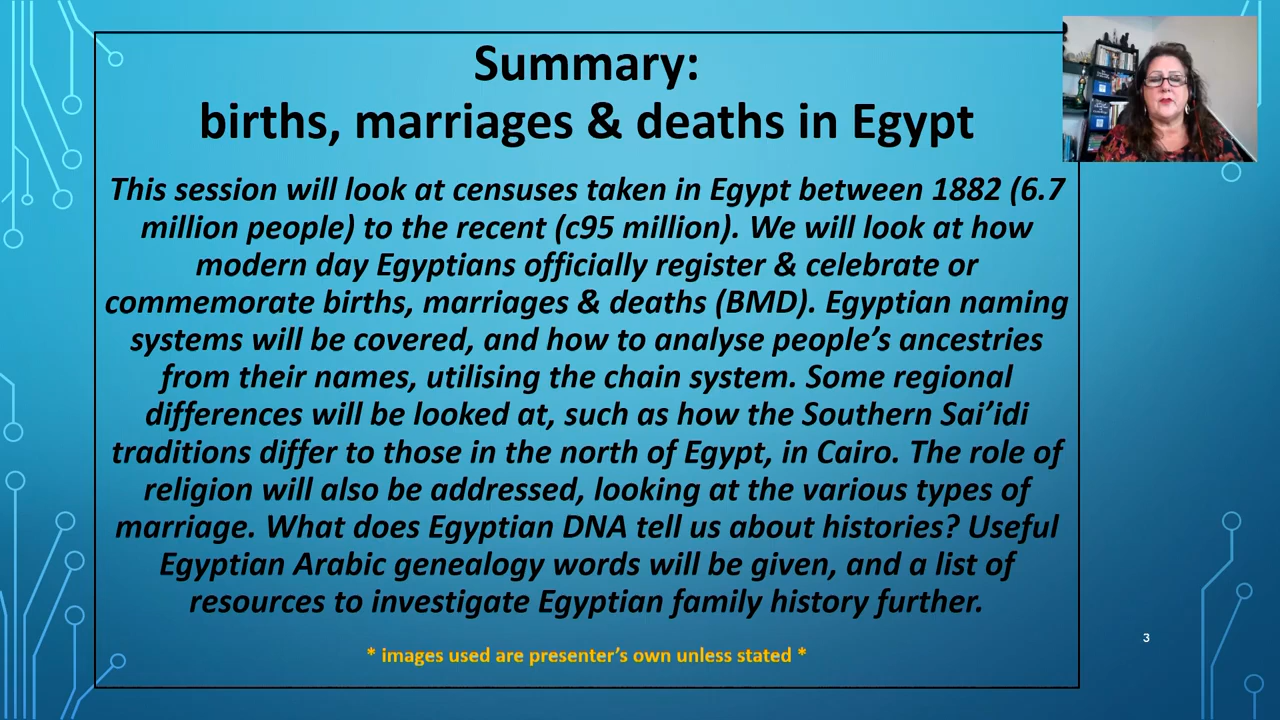 Summary:
births, marriages & deaths in Egypt
This session will look at censuses taken in Egypt between 1882 (6.7
million people) to the recent (c95 million). We will look at how
modern day Egyptians officially register & celebrate or
commemorate births, marriages & deaths (BMD). Egyptian naming
systems will be covered, and how to analyse people’s ancestries
from their names, utilising the chain system. Some regional
differences will be looked at, such as how the Southern Sai’idi
traditions differ to those in the north of Egypt, in Cairo. The role of
religion will also be addressed, looking at the various types of
marriage. What does Egyptian DNA tell us about histories? Useful
Egyptian Arabic genealogy words will be given, and a list of
resources to investigate Egyptian family history further.
3
* images used are presenter’s own unless stated *